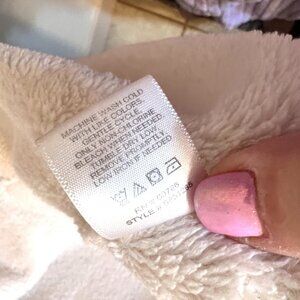 MACHINE WASH COLD
WITH LIKE COLORS.
GENTLE CYCLE.
ONLY NON-CHLORINE
BLEACH, WHEN NEEDED.
TUMBLE DRY LOW.
REMOVE PROMPTLY.
LOW IRON IF NEEDED.
STYLE#